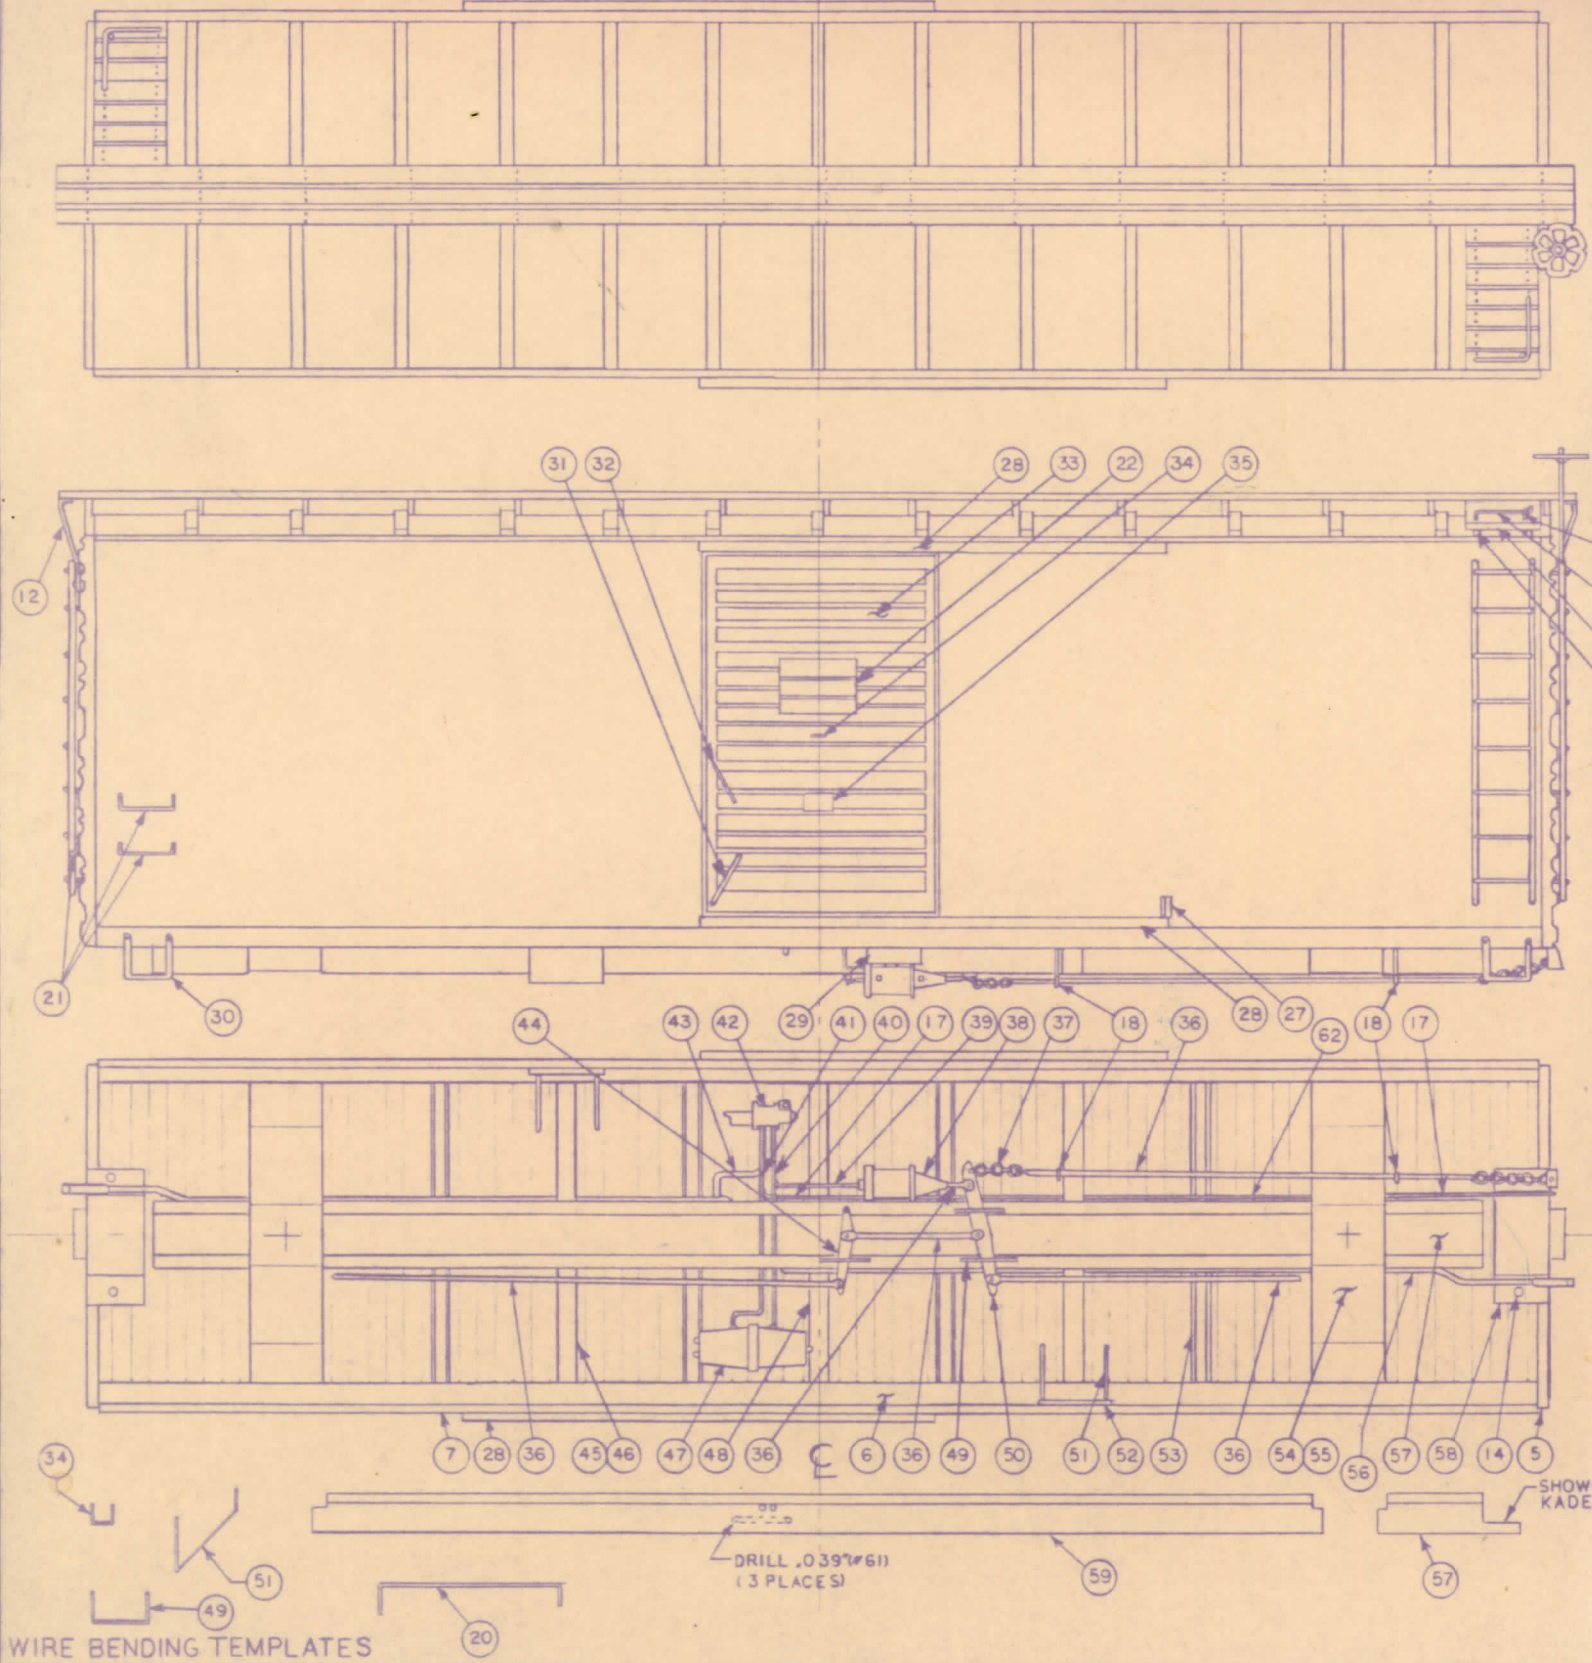 31 32 28 33 22 34 35
12
21
30
29 28 27
44 43 42 41 40 17 39 38 37 18 36 62 18 17
7 28 36 45 46 47 48 36 ℄ 6 36 49 50 51 52 53 36 54 55 56 57 58 14 5
34
SHOW
KADE
51
DRILL .039"(#61)
(3 PLACES)
59
57
49
20
WIRE BENDING TEMPLATES